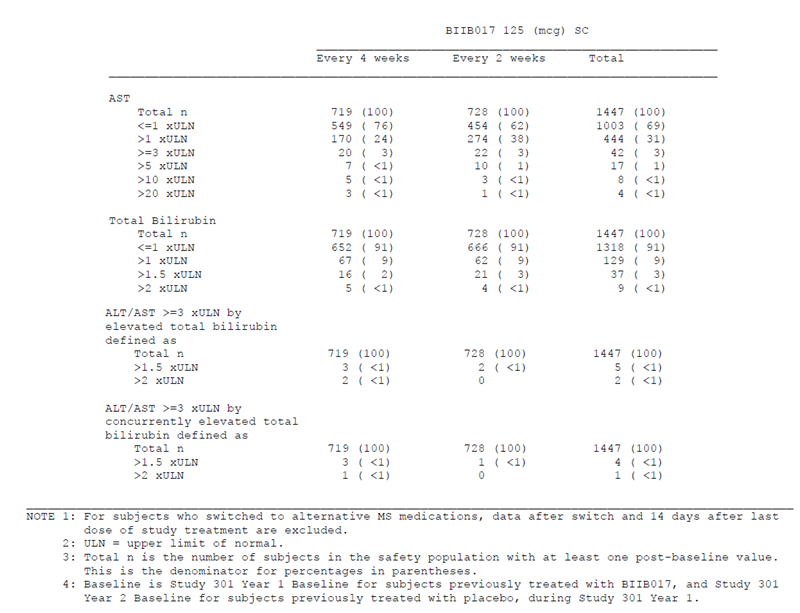 BIIB017 125 (mcg) SC
Every 4 weeks Every 2 weeks Total
AST
Total n 719 (100) 728 (100) 1447 (100)
<=1 xULN 549 ( 76) 454 ( 62) 1003 ( 69)
>1 xULN 170 ( 24) 274 ( 38) 444 ( 31)
>=3 xULN 20 ( 3) 22 ( 3) 42 ( 3)
>5 xULN 7 ( <1) 10 ( 1) 17 ( 1)
>10 xULN 5 ( <1) 3 ( <1) 8 ( <1)
>20 xULN 3 ( <1) 1 ( <1) 4 ( <1)
Total Bilirubin
Total n 719 (100) 728 (100) 1447 (100)
<=1 xULN 652 ( 91) 666 ( 91) 1318 ( 91)
>1 xULN 67 ( 9) 62 ( 9) 129 ( 9)
>1.5 xULN 16 ( 2) 21 ( 3) 37 ( 3)
>2 xULN 5 ( <1) 4 ( <1) 9 ( <1)
ALT/AST >=3 xULN by
elevated total bilirubin
defined as
Total n 719 (100) 728 (100) 1447 (100)
>1.5 xULN 3 ( <1) 2 ( <1) 5 ( <1)
>2 xULN 2 ( <1) 0 2 ( <1)
ALT/AST >=3 xULN by
concurrently elevated total
bilirubin defined as
Total n 719 (100) 728 (100) 1447 (100)
>1.5 xULN 3 ( <1) 1 ( <1) 4 ( <1)
>2 xULN 1 ( <1) 0 1 ( <1)
NOTE 1: For subjects who switched to alternative MS medications, data after switch and 14 days after last
dose of study treatment are excluded.
2: ULN = upper limit of normal.
3: Total n is the number of subjects in the safety population with at least one post-baseline value.
This is the denominator for percentages in parentheses.
4: Baseline is Study 301 Year 1 Baseline for subjects previously treated with BIIB017, and Study 301
Year 2 Baseline for subjects previously treated with placebo, during Study 301 Year 1.